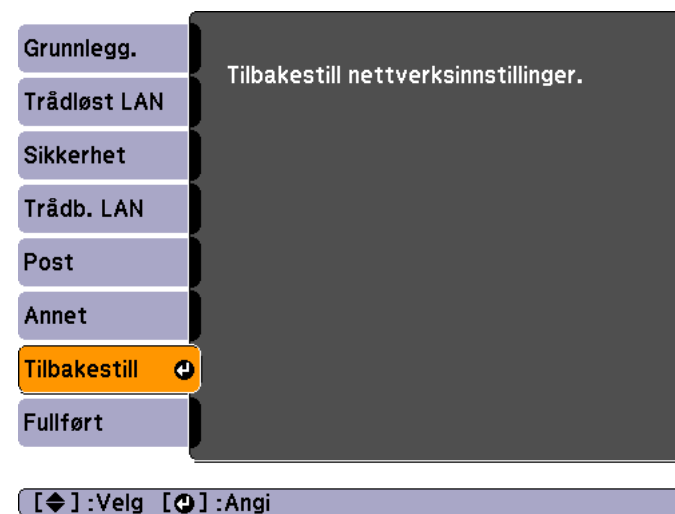 Grunnlegg.
Trådløst LAN
Sikkerhet
Trådb. LAN
Post
Annet
Tilbakestill
Fullført
Tilbakestill nettverksinnstillinger.
[◆] :Velg [⏎] :Angi